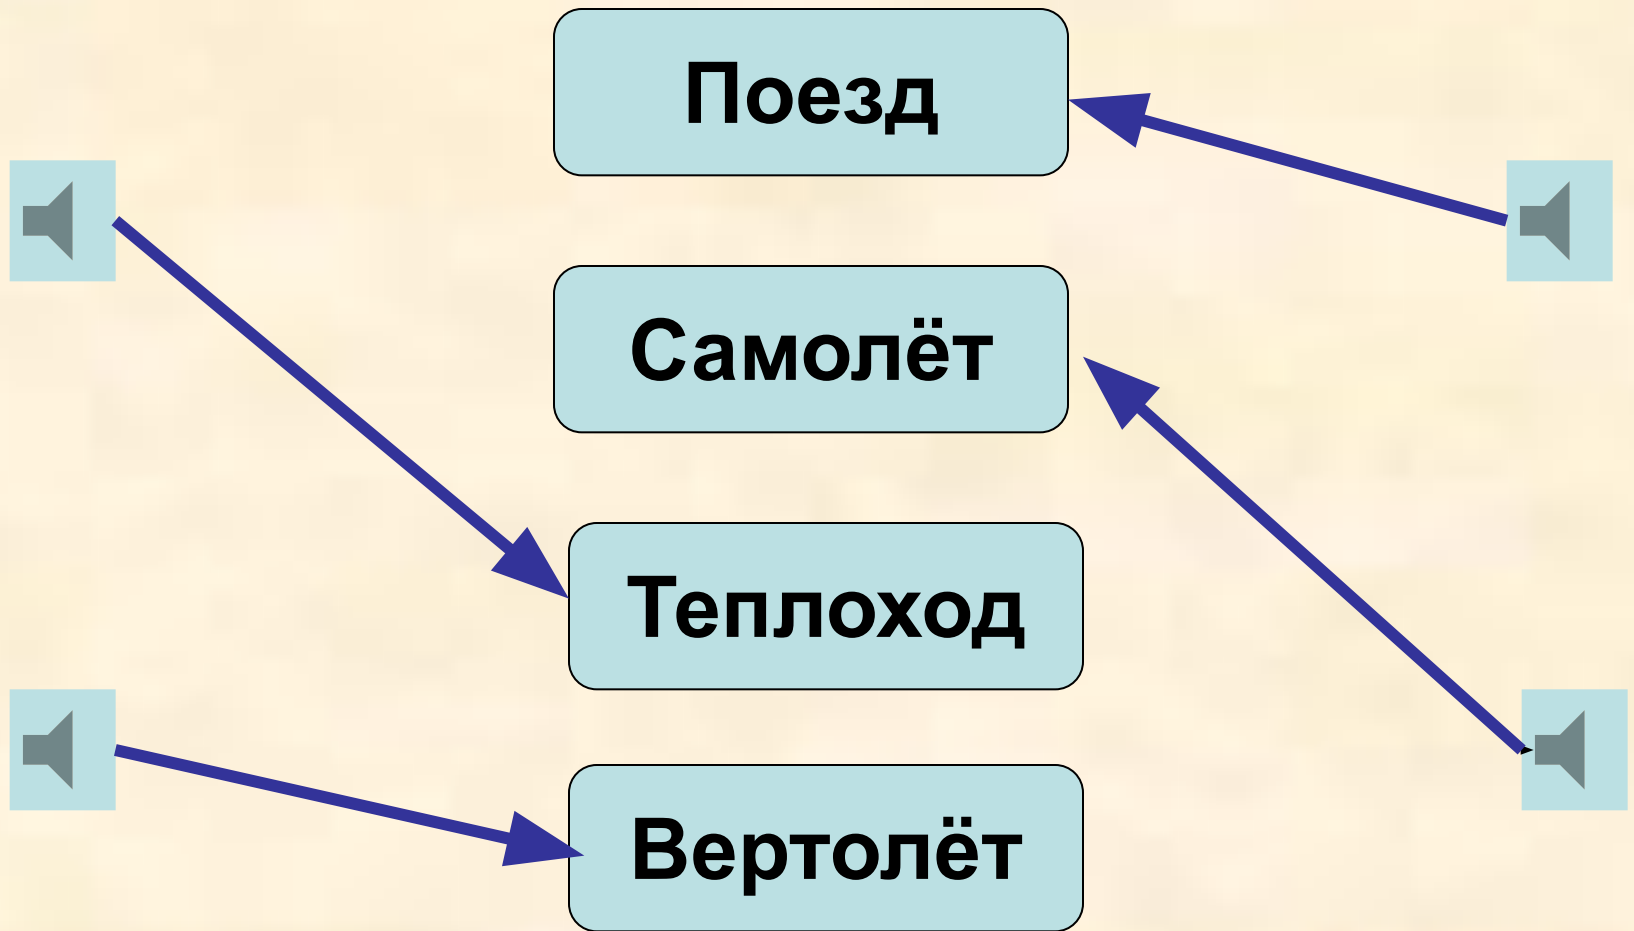 Поезд
Самолёт
Теплоход
Вертолёт